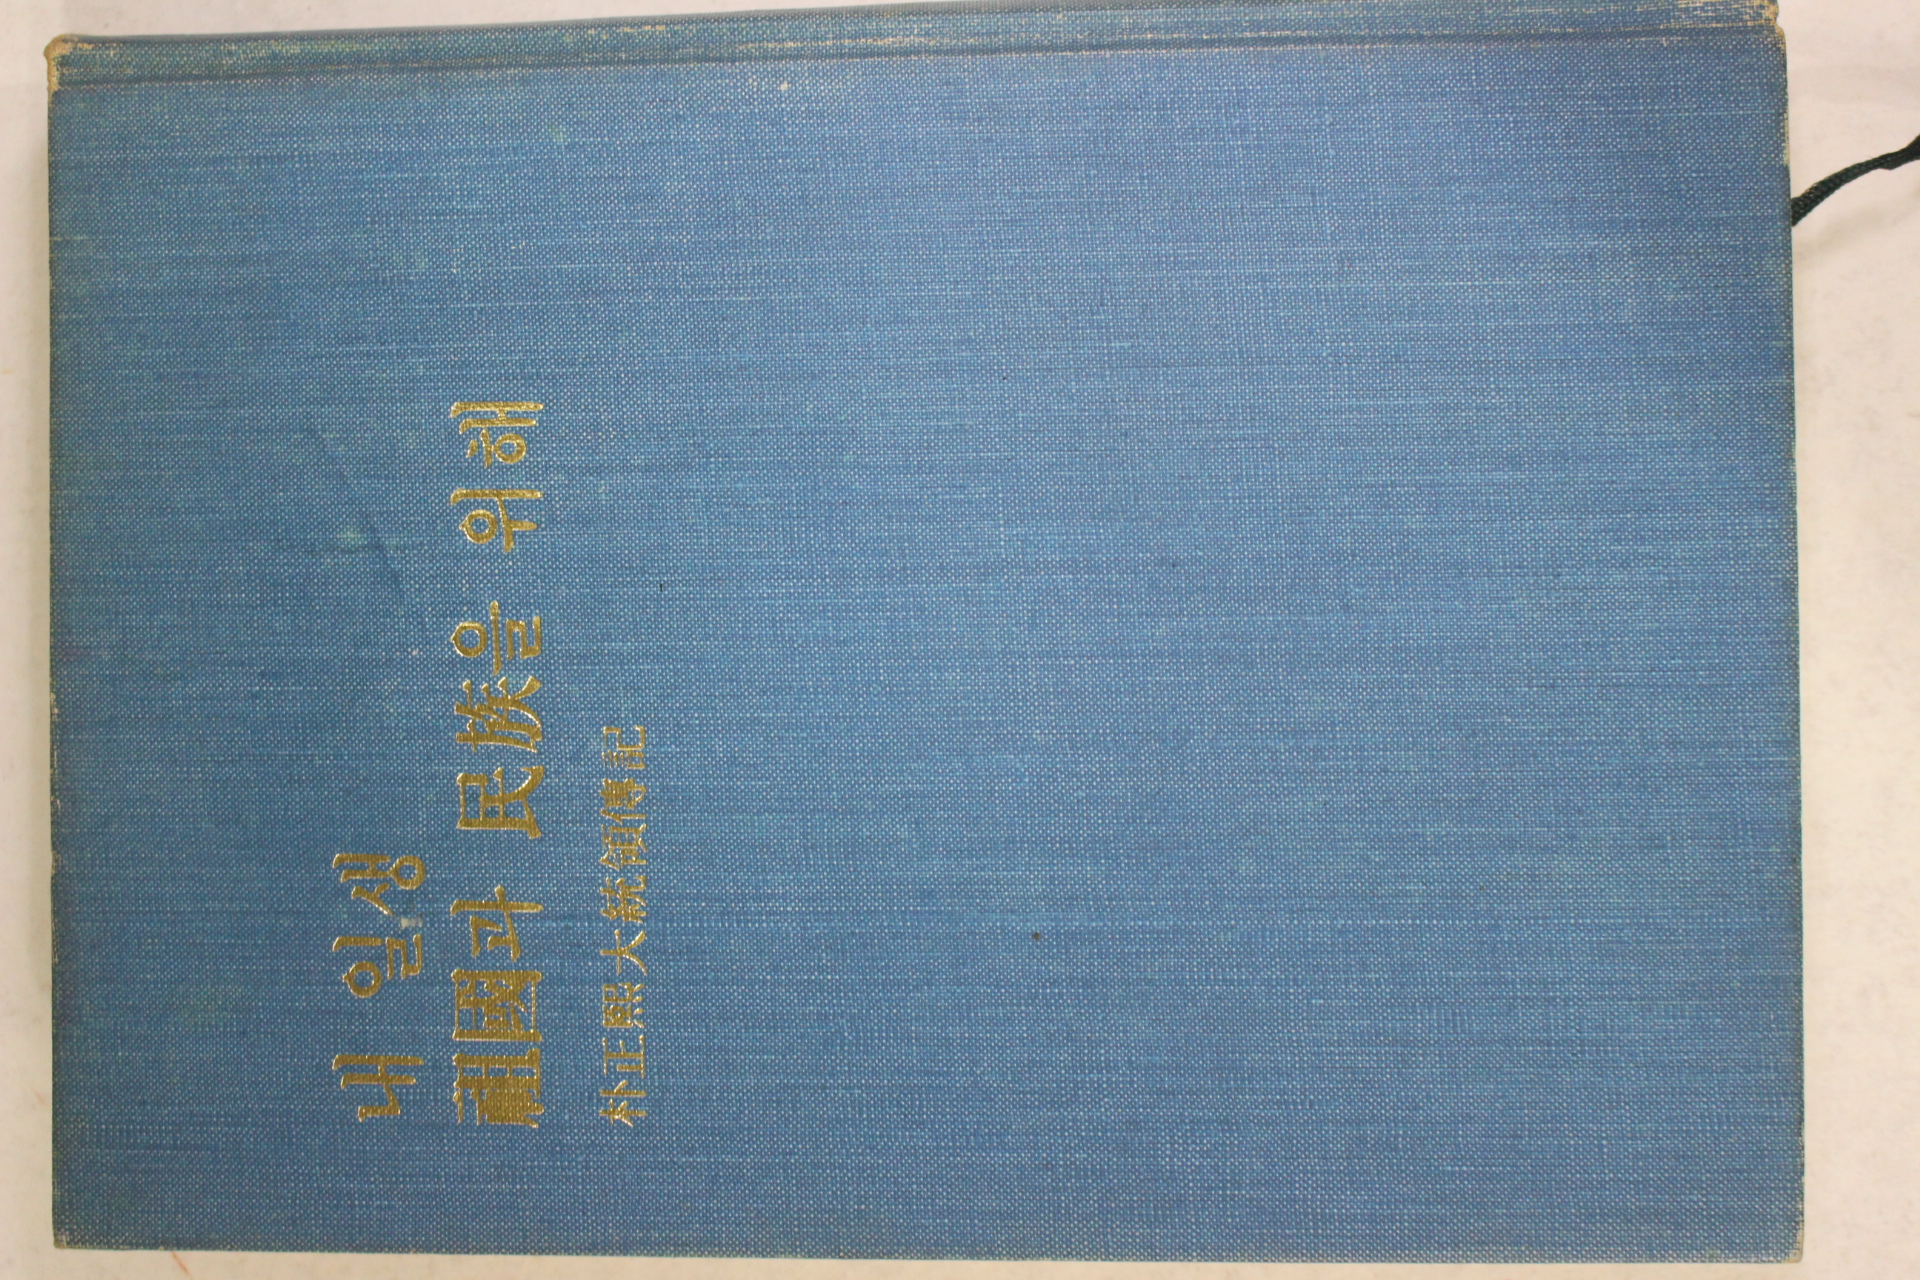 내 일생
祖國과 民族을 위해
朴正熙大統領傳記